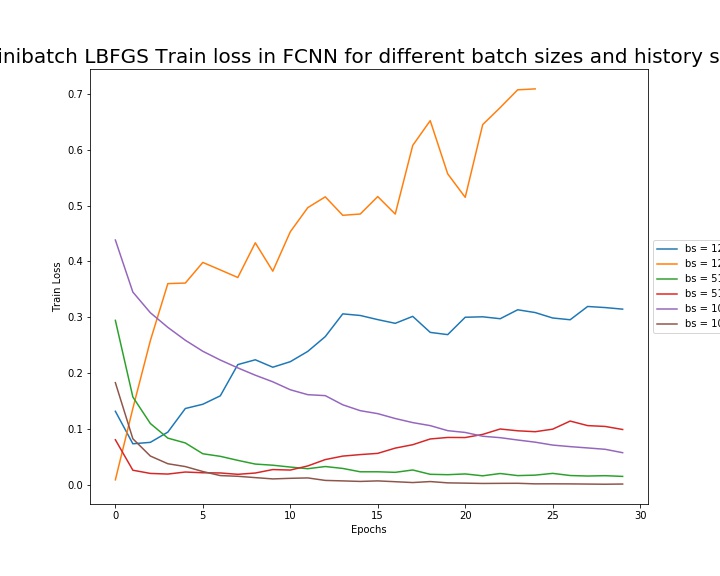 inibatch LBFGS Train loss in FCNN for different batch sizes and history s
0.7
0.6
0.5
0.4
0.3
0.2
0.1
0.0
Train Loss
0 5 10 15 20 25 30
Epochs
bs = 12
bs = 12
bs = 51
bs = 51
bs = 10
bs = 10